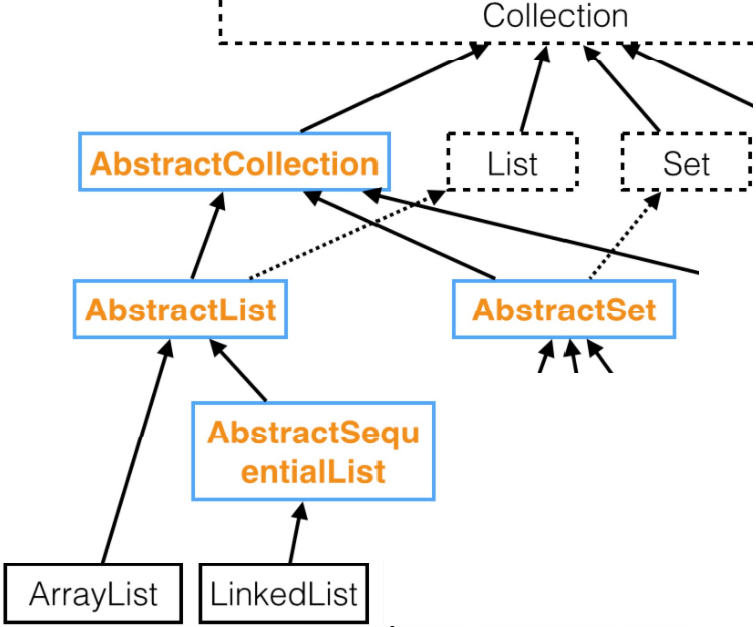 Collection
AbstractCollection
List
Set
AbstractList
AbstractSet
AbstractSequ
entialList
ArrayList
LinkedList